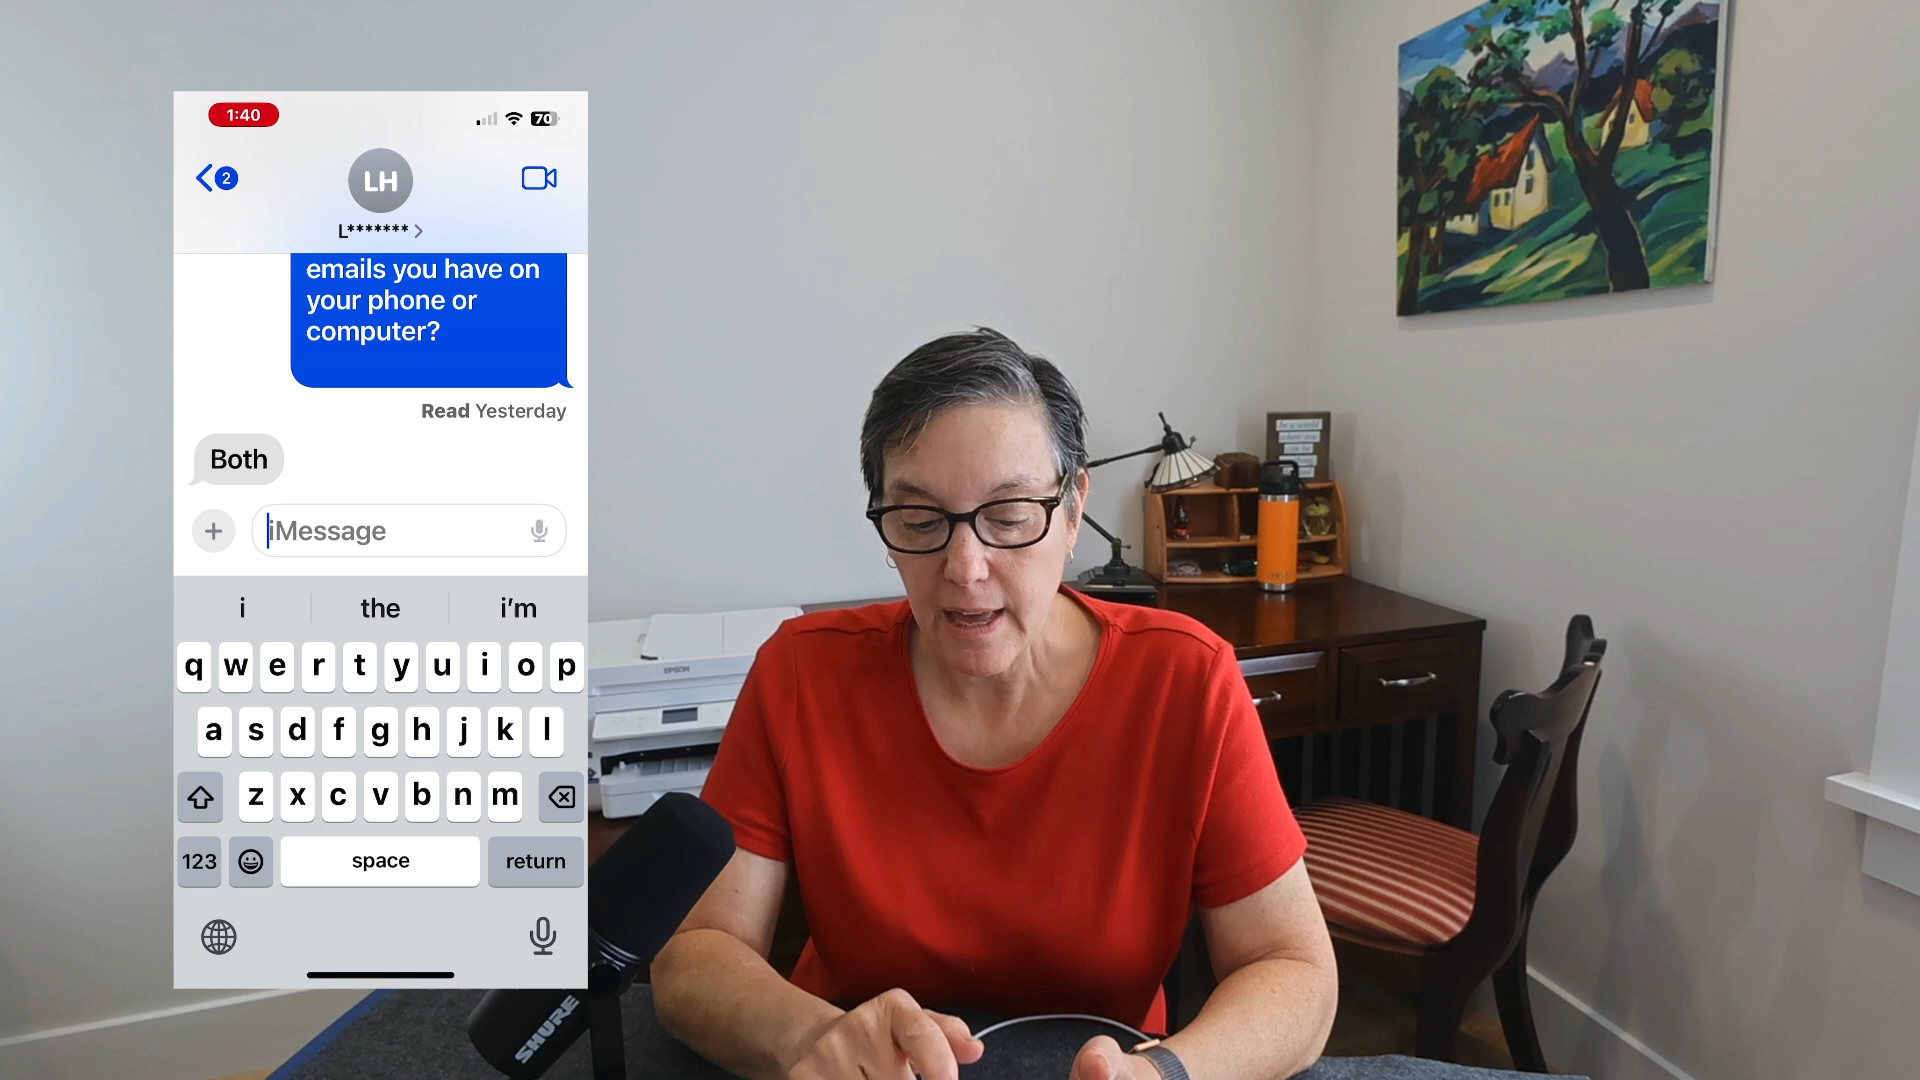 1:40
70
2
LH
L*******
emails you have on
your phone or
computer?
Read Yesterday
Both
iMessage
i the i'm
q w e r t y u i o p
a s d f g h j k l
z x c v b n m
123 space return
EPSON
SHURE